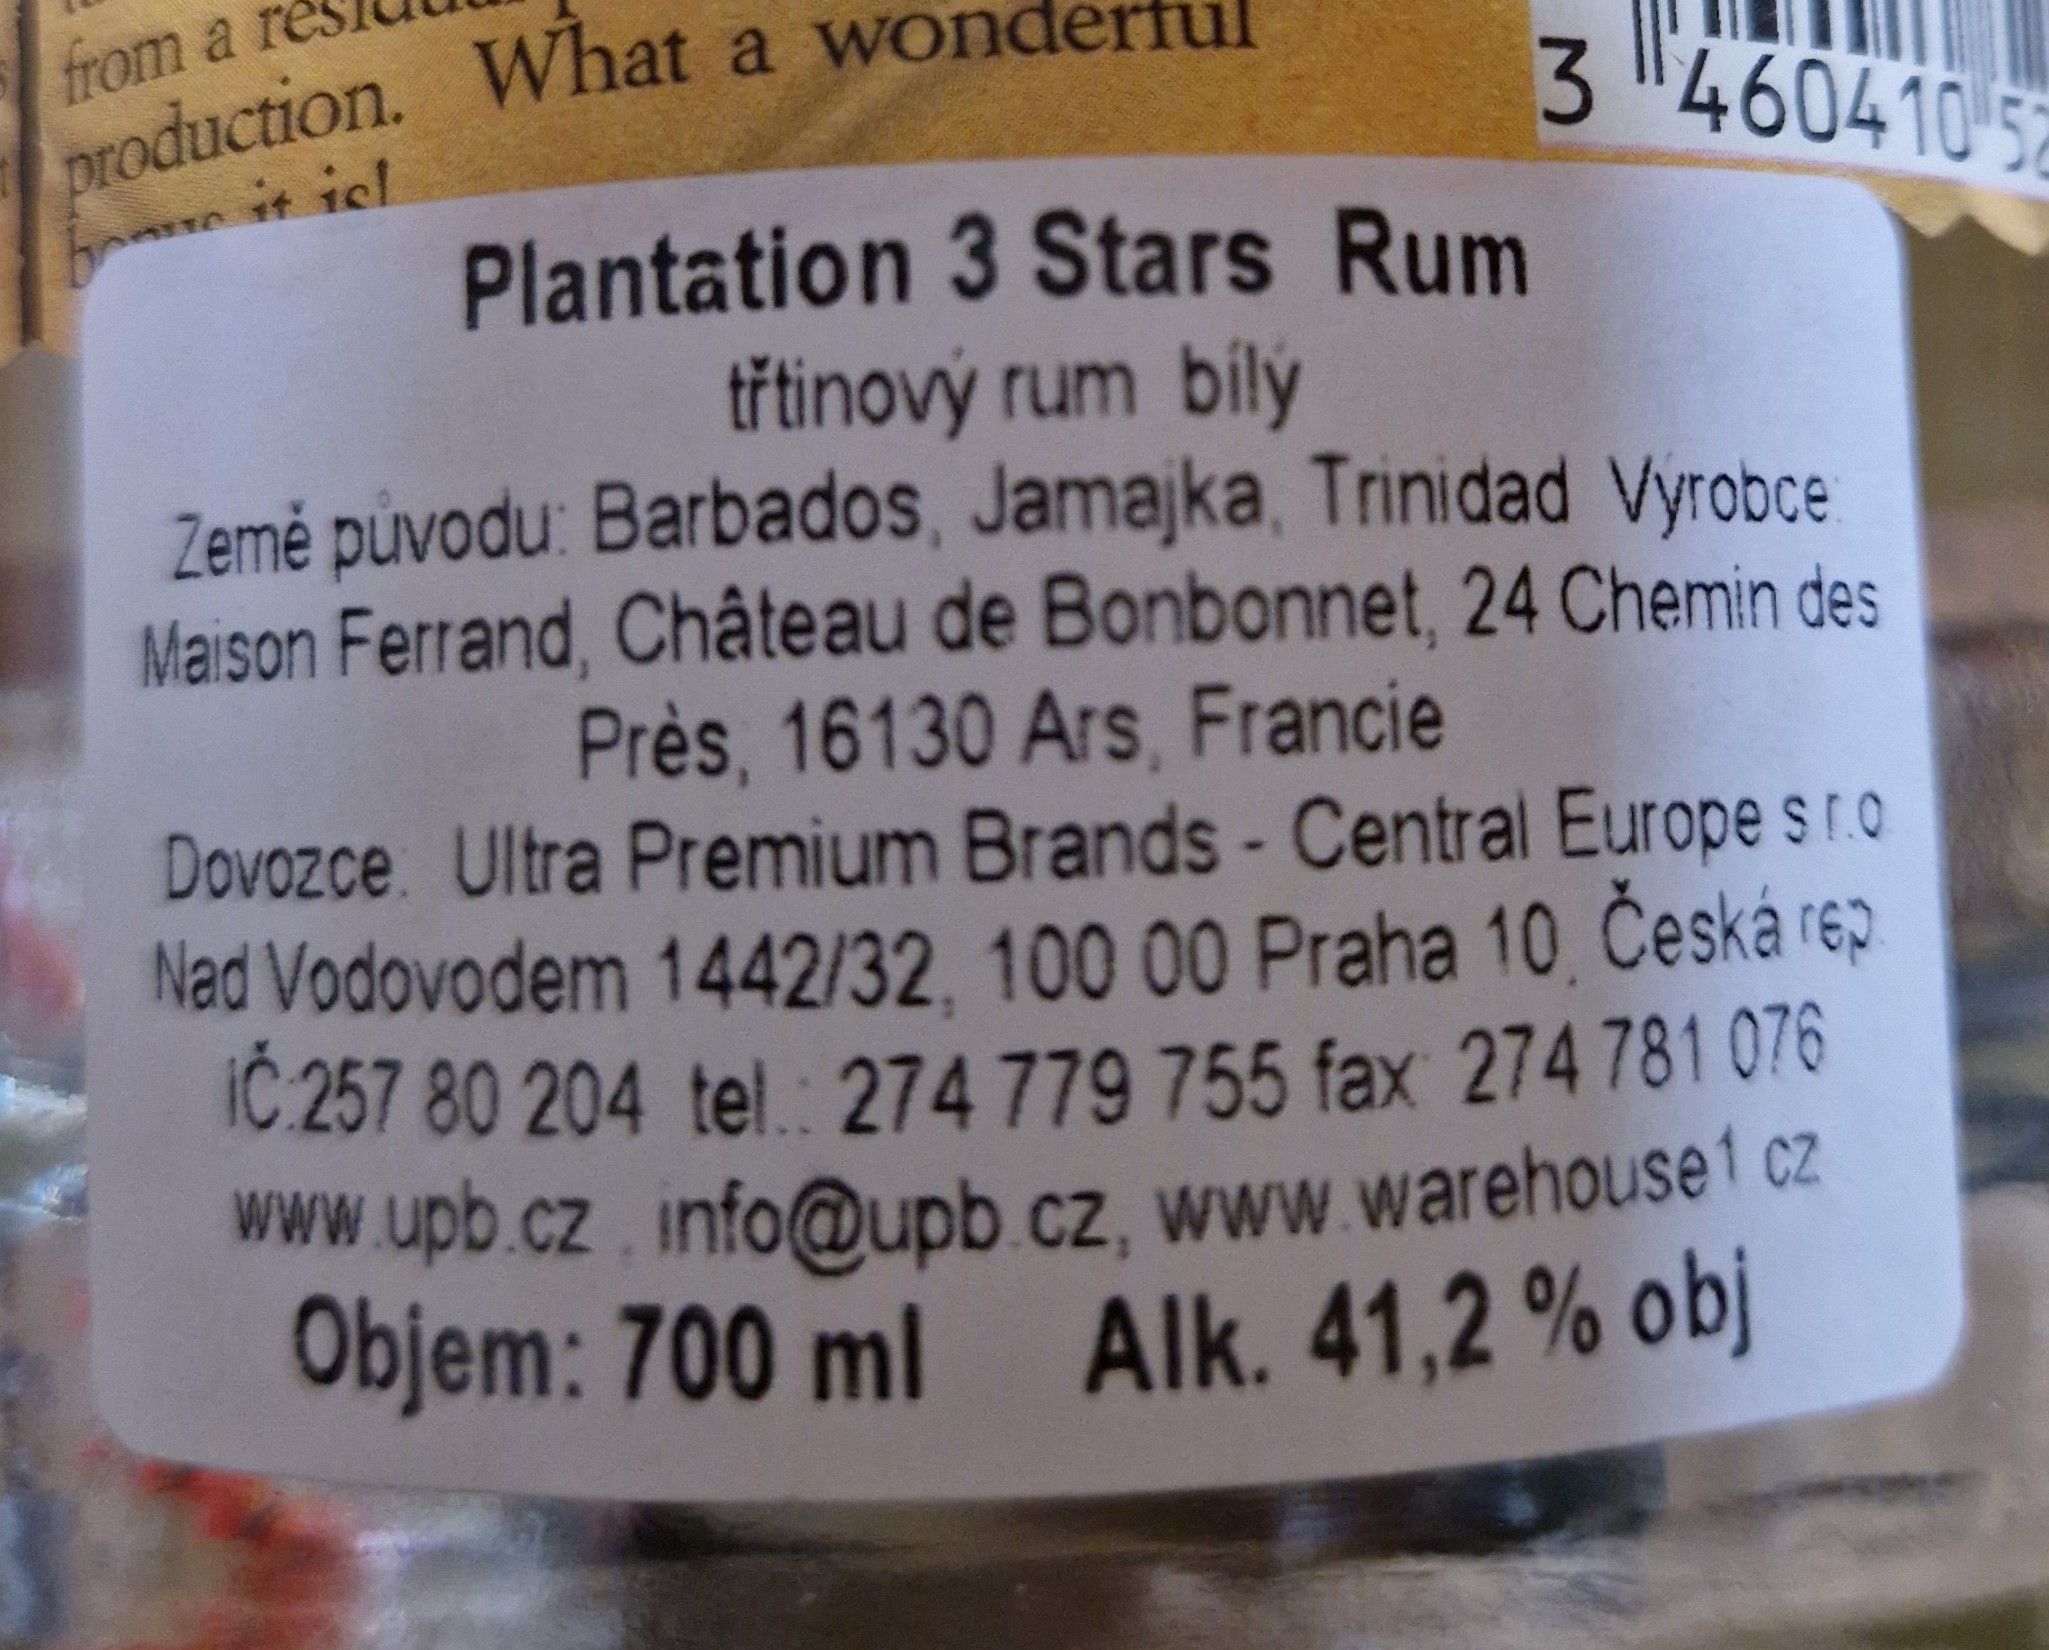 from a
production. What a wonderful
it is!
3 460410 52
Plantation 3 Stars Rum
třtinový rum bílý
Země původu: Barbados, Jamajka, Trinidad Výrobce:
Maison Ferrand, Château de Bonbonnet, 24 Chemin des
Près, 16130 Ars, Francie
Dovozce: Ultra Premium Brands - Central Europe s r.o
Nad Vodovodem 1442/32, 100 00 Praha 10, Česká rep.
IČ:257 80 204 tel.: 274 779 755 fax 274 781 076
www.upb.cz , info@upb.cz, www.warehouse1 cz
Objem: 700 ml Alk. 41,2 % obj